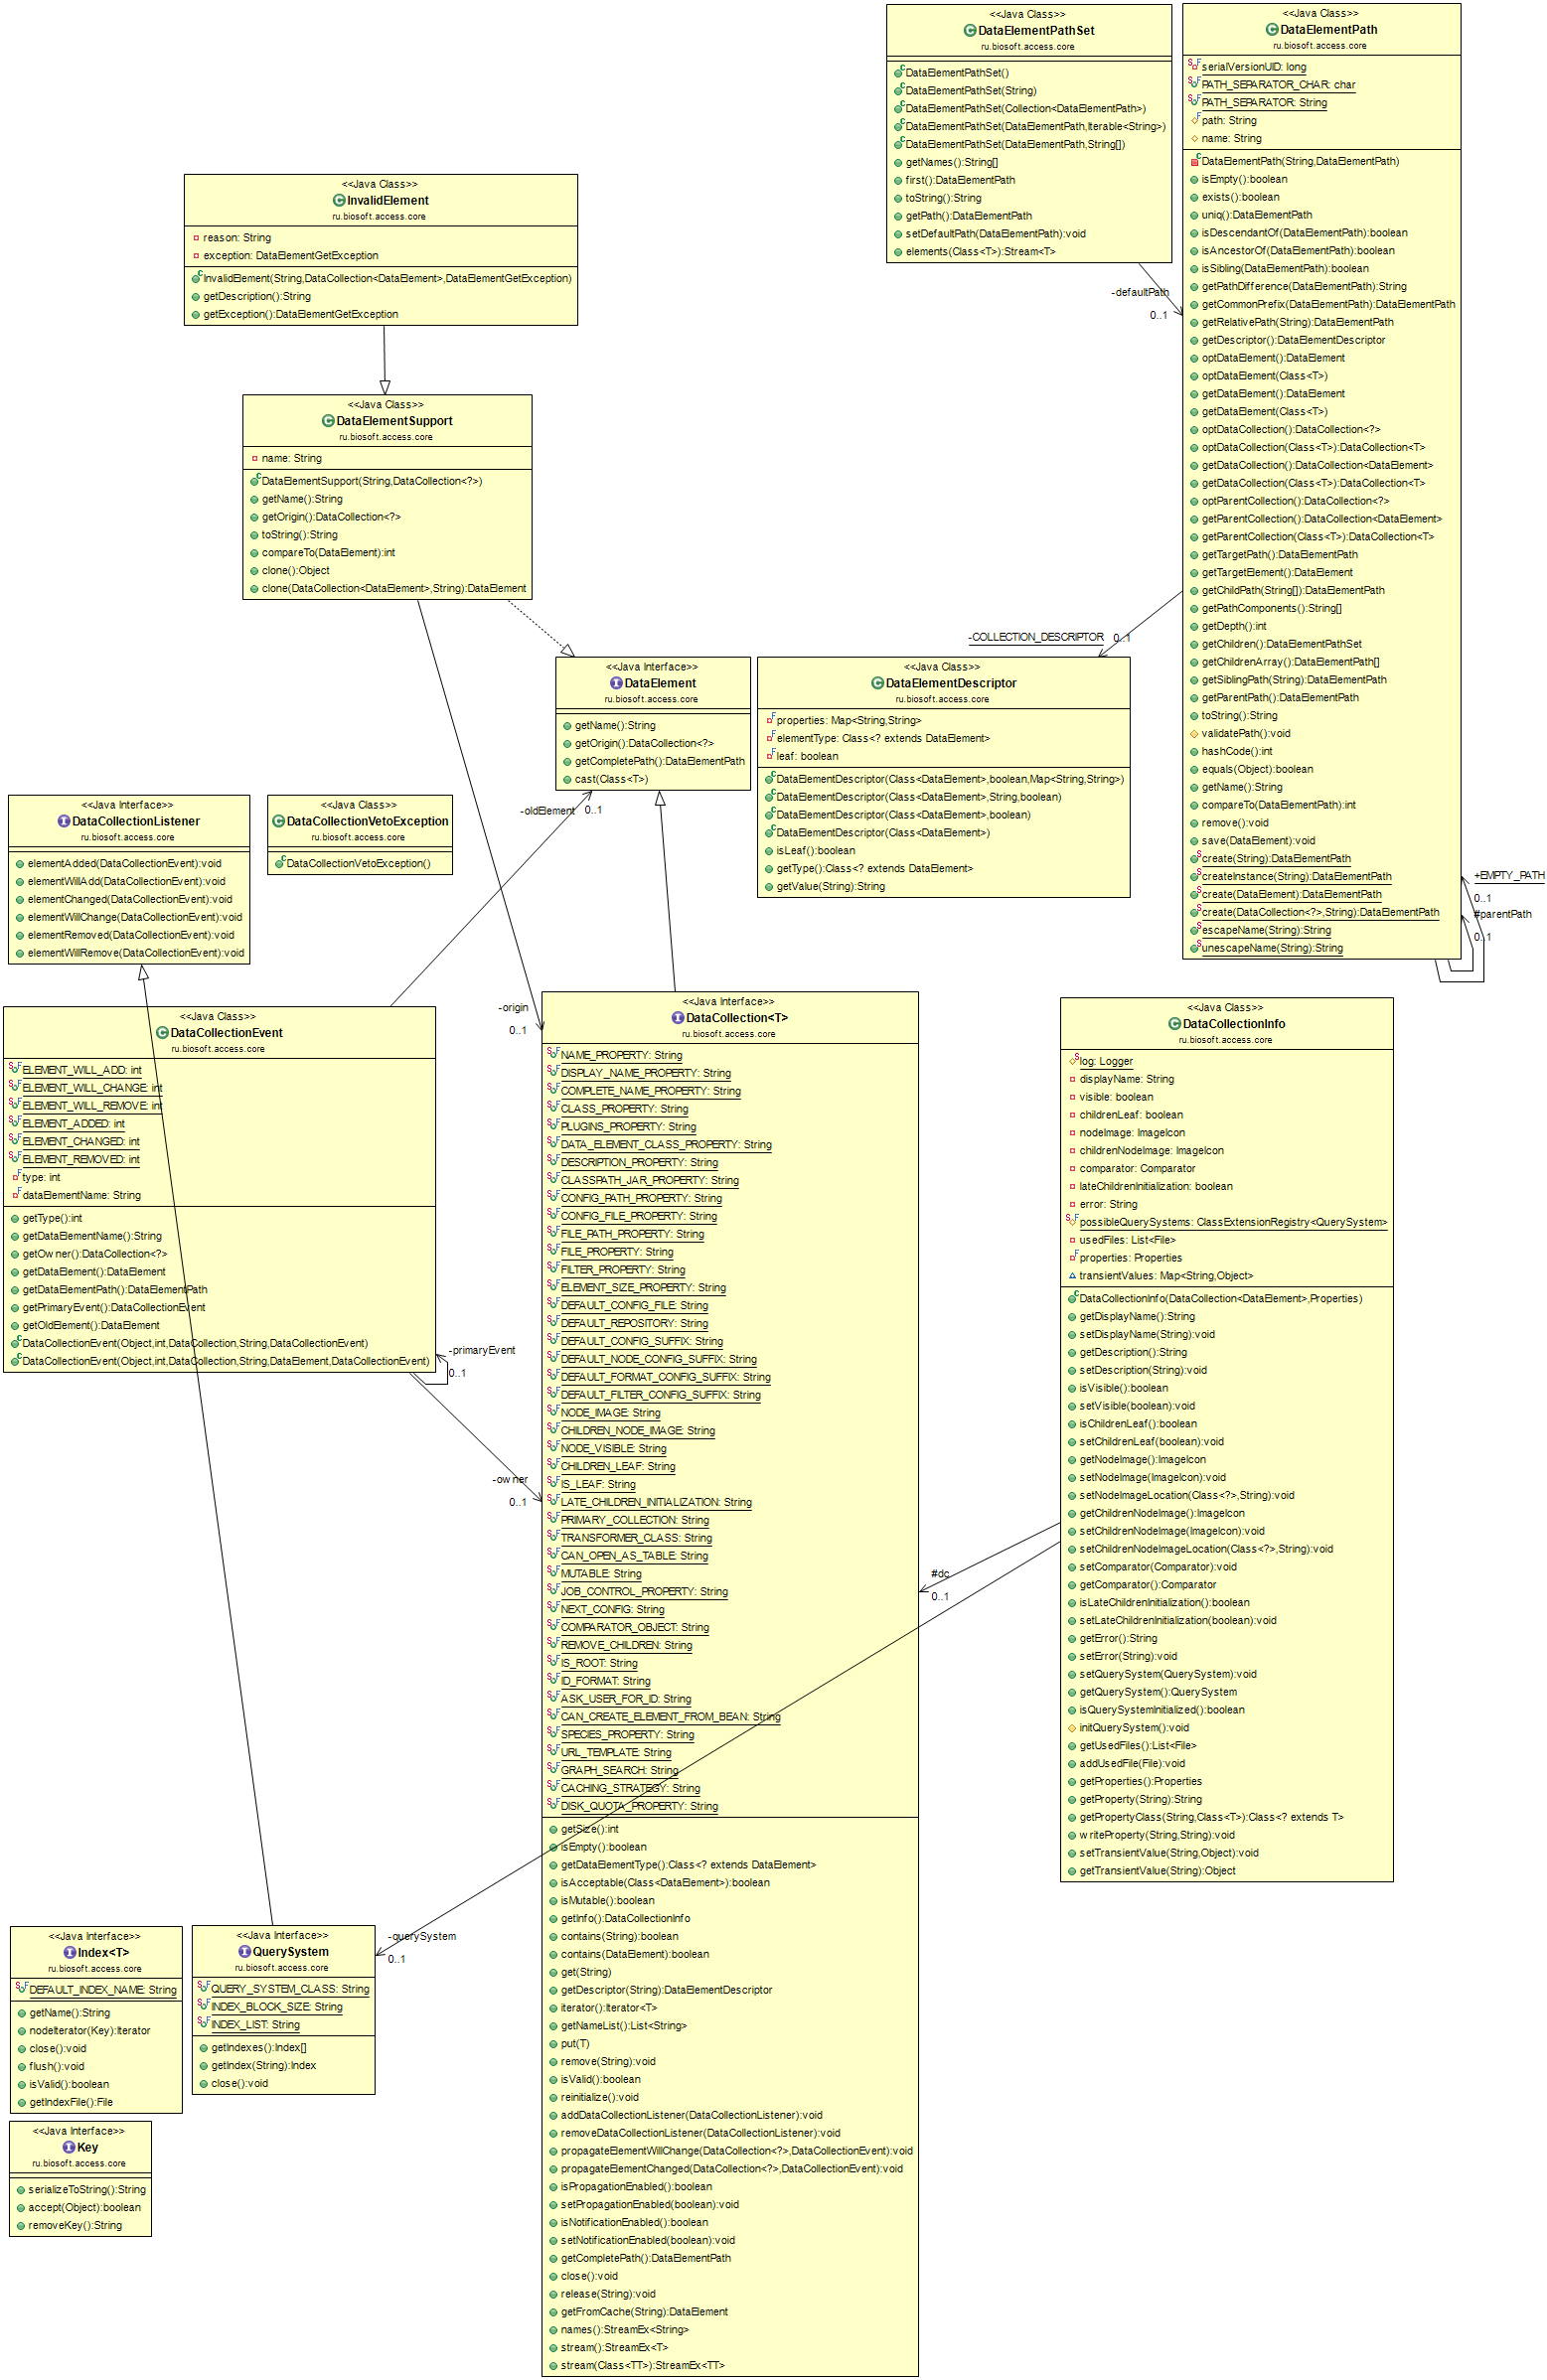 <<Java Class>>
DataElementPathSet
ru.biosoft.access.core
DataElementPathSet()
DataElementPathSet(String)
DataElementPathSet(Collection<DataElementPath>)
DataElementPathSet(DataElementPath,Iterable<String>)
DataElementPathSet(DataElementPath,String[])
getNames():String[]
first():DataElementPath
toString():String
getPath():DataElementPath
setDefaultPath(DataElementPath):void
elements(Class<T>):Stream<T>
-defaultPath
0..1
<<Java Class>>
DataElementPath
ru.biosoft.access.core
serialVersionUID: long
PATH_SEPARATOR_CHAR: char
PATH_SEPARATOR: String
path: String
name: String
DataElementPath(String,DataElementPath)
isEmpty():boolean
exists():boolean
uniq():DataElementPath
isDescendantOf(DataElementPath):boolean
isAncestorOf(DataElementPath):boolean
isSibling(DataElementPath):boolean
getPathDifference(DataElementPath):String
getCommonPrefix(DataElementPath):DataElementPath
getRelativePath(String):DataElementPath
getDescriptor():DataElementDescriptor
optDataElement():DataElement
optDataElement(Class<T>)
getDataElement():DataElement
getDataElement(Class<T>)
optDataCollection():DataCollection<?>
optDataCollection(Class<T>):DataCollection<T>
getDataCollection():DataCollection<DataElement>
getDataCollection(Class<T>):DataCollection<T>
optParentCollection():DataCollection<?>
getParentCollection():DataCollection<DataElement>
getParentCollection(Class<T>):DataCollection<T>
getTargetPath():DataElementPath
getTargetElement():DataElement
getChildPath(String[]):DataElementPath
getPathComponents():String[]
getDepth():int
getChildren():DataElementPathSet
getChildrenArray():DataElementPath[]
getSiblingPath(String):DataElementPath
getParentPath():DataElementPath
toString():String
validatePath():void
hashCode():int
equals(Object):boolean
getName():String
compareTo(DataElementPath):int
remove():void
save(DataElement):void
create(String):DataElementPath
createInstance(String):DataElementPath
create(DataElement):DataElementPath
create(DataCollection<?>,String):DataElementPath
escapeName(String):String
unescapeName(String):String
+EMPTY_PATH
0..1
#parentPath
0..1
<<Java Class>>
InvalidElement
ru.biosoft.access.core
reason: String
exception: DataElementGetException
InvalidElement(String,DataCollection<DataElement>,DataElementGetException)
getDescription():String
getException():DataElementGetException
<<Java Class>>
DataElementSupport
ru.biosoft.access.core
name: String
DataElementSupport(String,DataCollection<?>)
getName():String
getOrigin():DataCollection<?>
toString():String
compareTo(DataElement):int
clone():Object
clone(DataCollection<DataElement>,String):DataElement
-COLLECTION_DESCRIPTOR
0..1
<<Java Interface>>
DataElement
ru.biosoft.access.core
getName():String
getOrigin():DataCollection<?>
getCompletePath():DataElementPath
cast(Class<T>)
<<Java Class>>
DataElementDescriptor
ru.biosoft.access.core
properties: Map<String,String>
elementType: Class<? extends DataElement>
leaf: boolean
DataElementDescriptor(Class<DataElement>,boolean,Map<String,String>)
DataElementDescriptor(Class<DataElement>,String,boolean)
DataElementDescriptor(Class<DataElement>,boolean)
DataElementDescriptor(Class<DataElement>)
isLeaf():boolean
getType():Class<? extends DataElement>
getValue(String):String
<<Java Interface>>
DataCollectionListener
ru.biosoft.access.core
elementAdded(DataCollectionEvent):void
elementWillAdd(DataCollectionEvent):void
elementChanged(DataCollectionEvent):void
elementWillChange(DataCollectionEvent):void
elementRemoved(DataCollectionEvent):void
elementWillRemove(DataCollectionEvent):void
<<Java Class>>
DataCollectionVetoException
ru.biosoft.access.core
DataCollectionVetoException()
-oldElement
0..1
<<Java Class>>
DataCollectionEvent
ru.biosoft.access.core
ELEMENT_WILL_ADD: int
ELEMENT_WILL_CHANGE: int
ELEMENT_WILL_REMOVE: int
ELEMENT_ADDED: int
ELEMENT_CHANGED: int
ELEMENT_REMOVED: int
type: int
dataElementName: String
getType():int
getDataElementName():String
getOwner():DataCollection<?>
getDataElement():DataElement
getDataElementPath():DataElementPath
getPrimaryEvent():DataCollectionEvent
getOldElement():DataElement
DataCollectionEvent(Object,int,DataCollection,String,DataCollectionEvent)
DataCollectionEvent(Object,int,DataCollection,String,DataElement,DataCollectionEvent)
-primaryEvent
0..1
-origin
0..1
-owner
0..1
<<Java Interface>>
DataCollection<T>
ru.biosoft.access.core
NAME_PROPERTY: String
DISPLAY_NAME_PROPERTY: String
COMPLETE_NAME_PROPERTY: String
CLASS_PROPERTY: String
PLUGINS_PROPERTY: String
DATA_ELEMENT_CLASS_PROPERTY: String
DESCRIPTION_PROPERTY: String
CLASSPATH_JAR_PROPERTY: String
CONFIG_PATH_PROPERTY: String
CONFIG_FILE_PROPERTY: String
FILE_PATH_PROPERTY: String
FILE_PROPERTY: String
FILTER_PROPERTY: String
ELEMENT_SIZE_PROPERTY: String
DEFAULT_CONFIG_FILE: String
DEFAULT_REPOSITORY: String
DEFAULT_CONFIG_SUFFIX: String
DEFAULT_NODE_CONFIG_SUFFIX: String
DEFAULT_FORMAT_CONFIG_SUFFIX: String
DEFAULT_FILTER_CONFIG_SUFFIX: String
NODE_IMAGE: String
CHILDREN_NODE_IMAGE: String
NODE_VISIBLE: String
CHILDREN_LEAF: String
IS_LEAF: String
LATE_CHILDREN_INITIALIZATION: String
PRIMARY_COLLECTION: String
TRANSFORMER_CLASS: String
CAN_OPEN_AS_TABLE: String
MUTABLE: String
JOB_CONTROL_PROPERTY: String
NEXT_CONFIG: String
COMPARATOR_OBJECT: String
REMOVE_CHILDREN: String
IS_ROOT: String
ID_FORMAT: String
ASK_USER_FOR_ID: String
CAN_CREATE_ELEMENT_FROM_BEAN: String
SPECIES_PROPERTY: String
URL_TEMPLATE: String
GRAPH_SEARCH: String
CACHING_STRATEGY: String
DISK_QUOTA_PROPERTY: String
getSize():int
isEmpty():boolean
getDataElementType():Class<? extends DataElement>
isAcceptable(Class<DataElement>):boolean
isMutable():boolean
getInfo():DataCollectionInfo
contains(String):boolean
contains(DataElement):boolean
get(String)
getDescriptor(String):DataElementDescriptor
iterator():Iterator<T>
getNameList():List<String>
put(T)
remove(String):void
isValid():boolean
reinitialize():void
addDataCollectionListener(DataCollectionListener):void
removeDataCollectionListener(DataCollectionListener):void
propagateElementWillChange(DataCollection<?>,DataCollectionEvent):void
propagateElementChanged(DataCollection<?>,DataCollectionEvent):void
isPropagationEnabled():boolean
setPropagationEnabled(boolean):void
isNotificationEnabled():boolean
setNotificationEnabled(boolean):void
getCompletePath():DataElementPath
close():void
release(String):void
getFromCache(String):DataElement
names():StreamEx<String>
stream():StreamEx<T>
stream(Class<TT>):StreamEx<TT>
<<Java Class>>
DataCollectionInfo
ru.biosoft.access.core
log: Logger
displayName: String
visible: boolean
childrenLeaf: boolean
nodeImage: ImageIcon
childrenNodeImage: ImageIcon
comparator: Comparator
lateChildrenInitialization: boolean
error: String
possibleQuerySystems: ClassExtensionRegistry<QuerySystem>
usedFiles: List<File>
properties: Properties
transientValues: Map<String,Object>
DataCollectionInfo(DataCollection<DataElement>,Properties)
getDisplayName():String
setDisplayName(String):void
getDescription():String
setDescription(String):void
isVisible():boolean
setVisible(boolean):void
isChildrenLeaf():boolean
setChildrenLeaf(boolean):void
getNodeImage():ImageIcon
setNodeImage(ImageIcon):void
setNodeImageLocation(Class<?>,String):void
getChildrenNodeImage():ImageIcon
setChildrenNodeImage(ImageIcon):void
setChildrenNodeImageLocation(Class<?>,String):void
setComparator(Comparator):void
getComparator():Comparator
isLateChildrenInitialization():boolean
setLateChildrenInitialization(boolean):void
getError():String
setError(String):void
setQuerySystem(QuerySystem):void
getQuerySystem():QuerySystem
isQuerySystemInitialized():boolean
initQuerySystem():void
getUsedFiles():List<File>
addUsedFile(File):void
getProperties():Properties
getProperty(String):String
getPropertyClass(String,Class<T>):Class<? extends T>
writeProperty(String,String):void
setTransientValue(String,Object):void
getTransientValue(String):Object
#dc
0..1
-querySystem
0..1
<<Java Interface>>
Index<T>
ru.biosoft.access.core
DEFAULT_INDEX_NAME: String
getName():String
nodeIterator(Key):Iterator
close():void
flush():void
isValid():boolean
getIndexFile():File
<<Java Interface>>
QuerySystem
ru.biosoft.access.core
QUERY_SYSTEM_CLASS: String
INDEX_BLOCK_SIZE: String
INDEX_LIST: String
getIndexes():Index[]
getIndex(String):Index
close():void
<<Java Interface>>
Key
ru.biosoft.access.core
serializeToString():String
accept(Object):boolean
removeKey():String